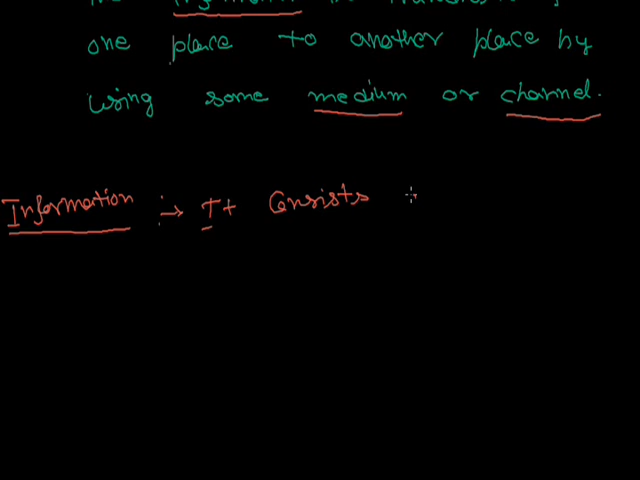 one place to another place by
using some medium or channel.
Information :→ It Consists